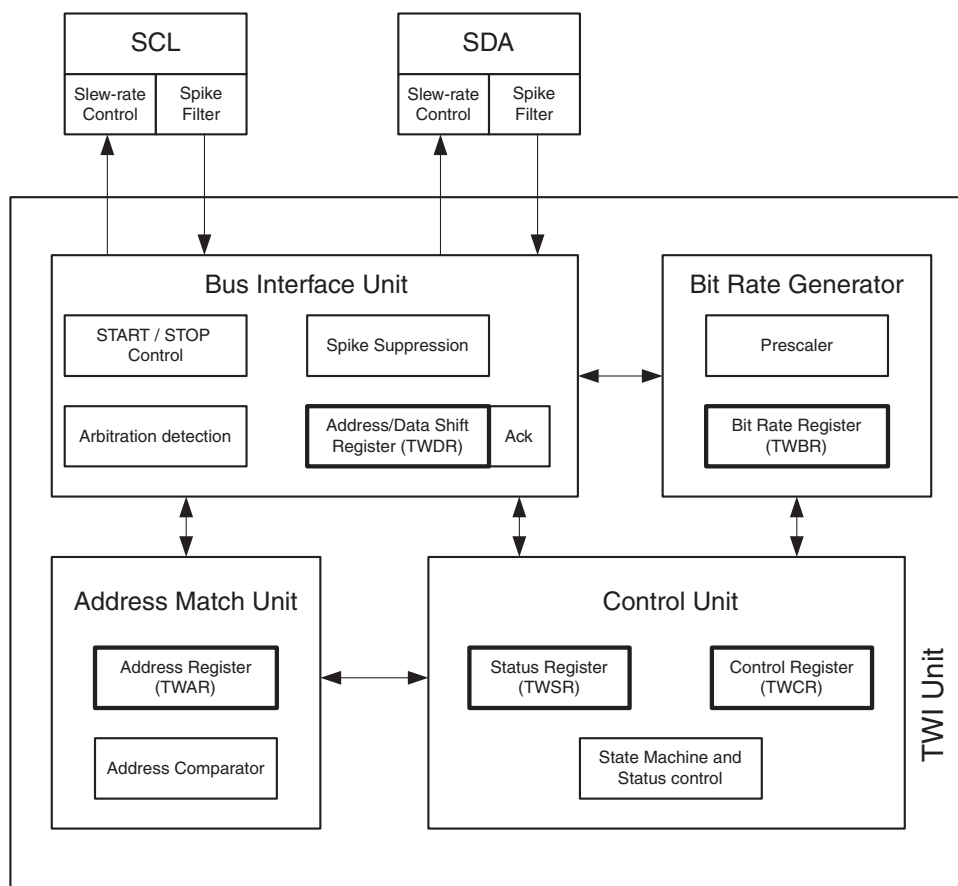 SCL
Slew-rate
Control
Spike
Filter
SDA
Slew-rate
Control
Spike
Filter
Bus Interface Unit
START / STOP
Control
Spike Suppression
Arbitration detection
Address/Data Shift
Register (TWDR)
Ack
Bit Rate Generator
Prescaler
Bit Rate Register
(TWBR)
Address Match Unit
Address Register
(TWAR)
Address Comparator
Control Unit
Status Register
(TWSR)
Control Register
(TWCR)
State Machine and
Status control
TWI Unit